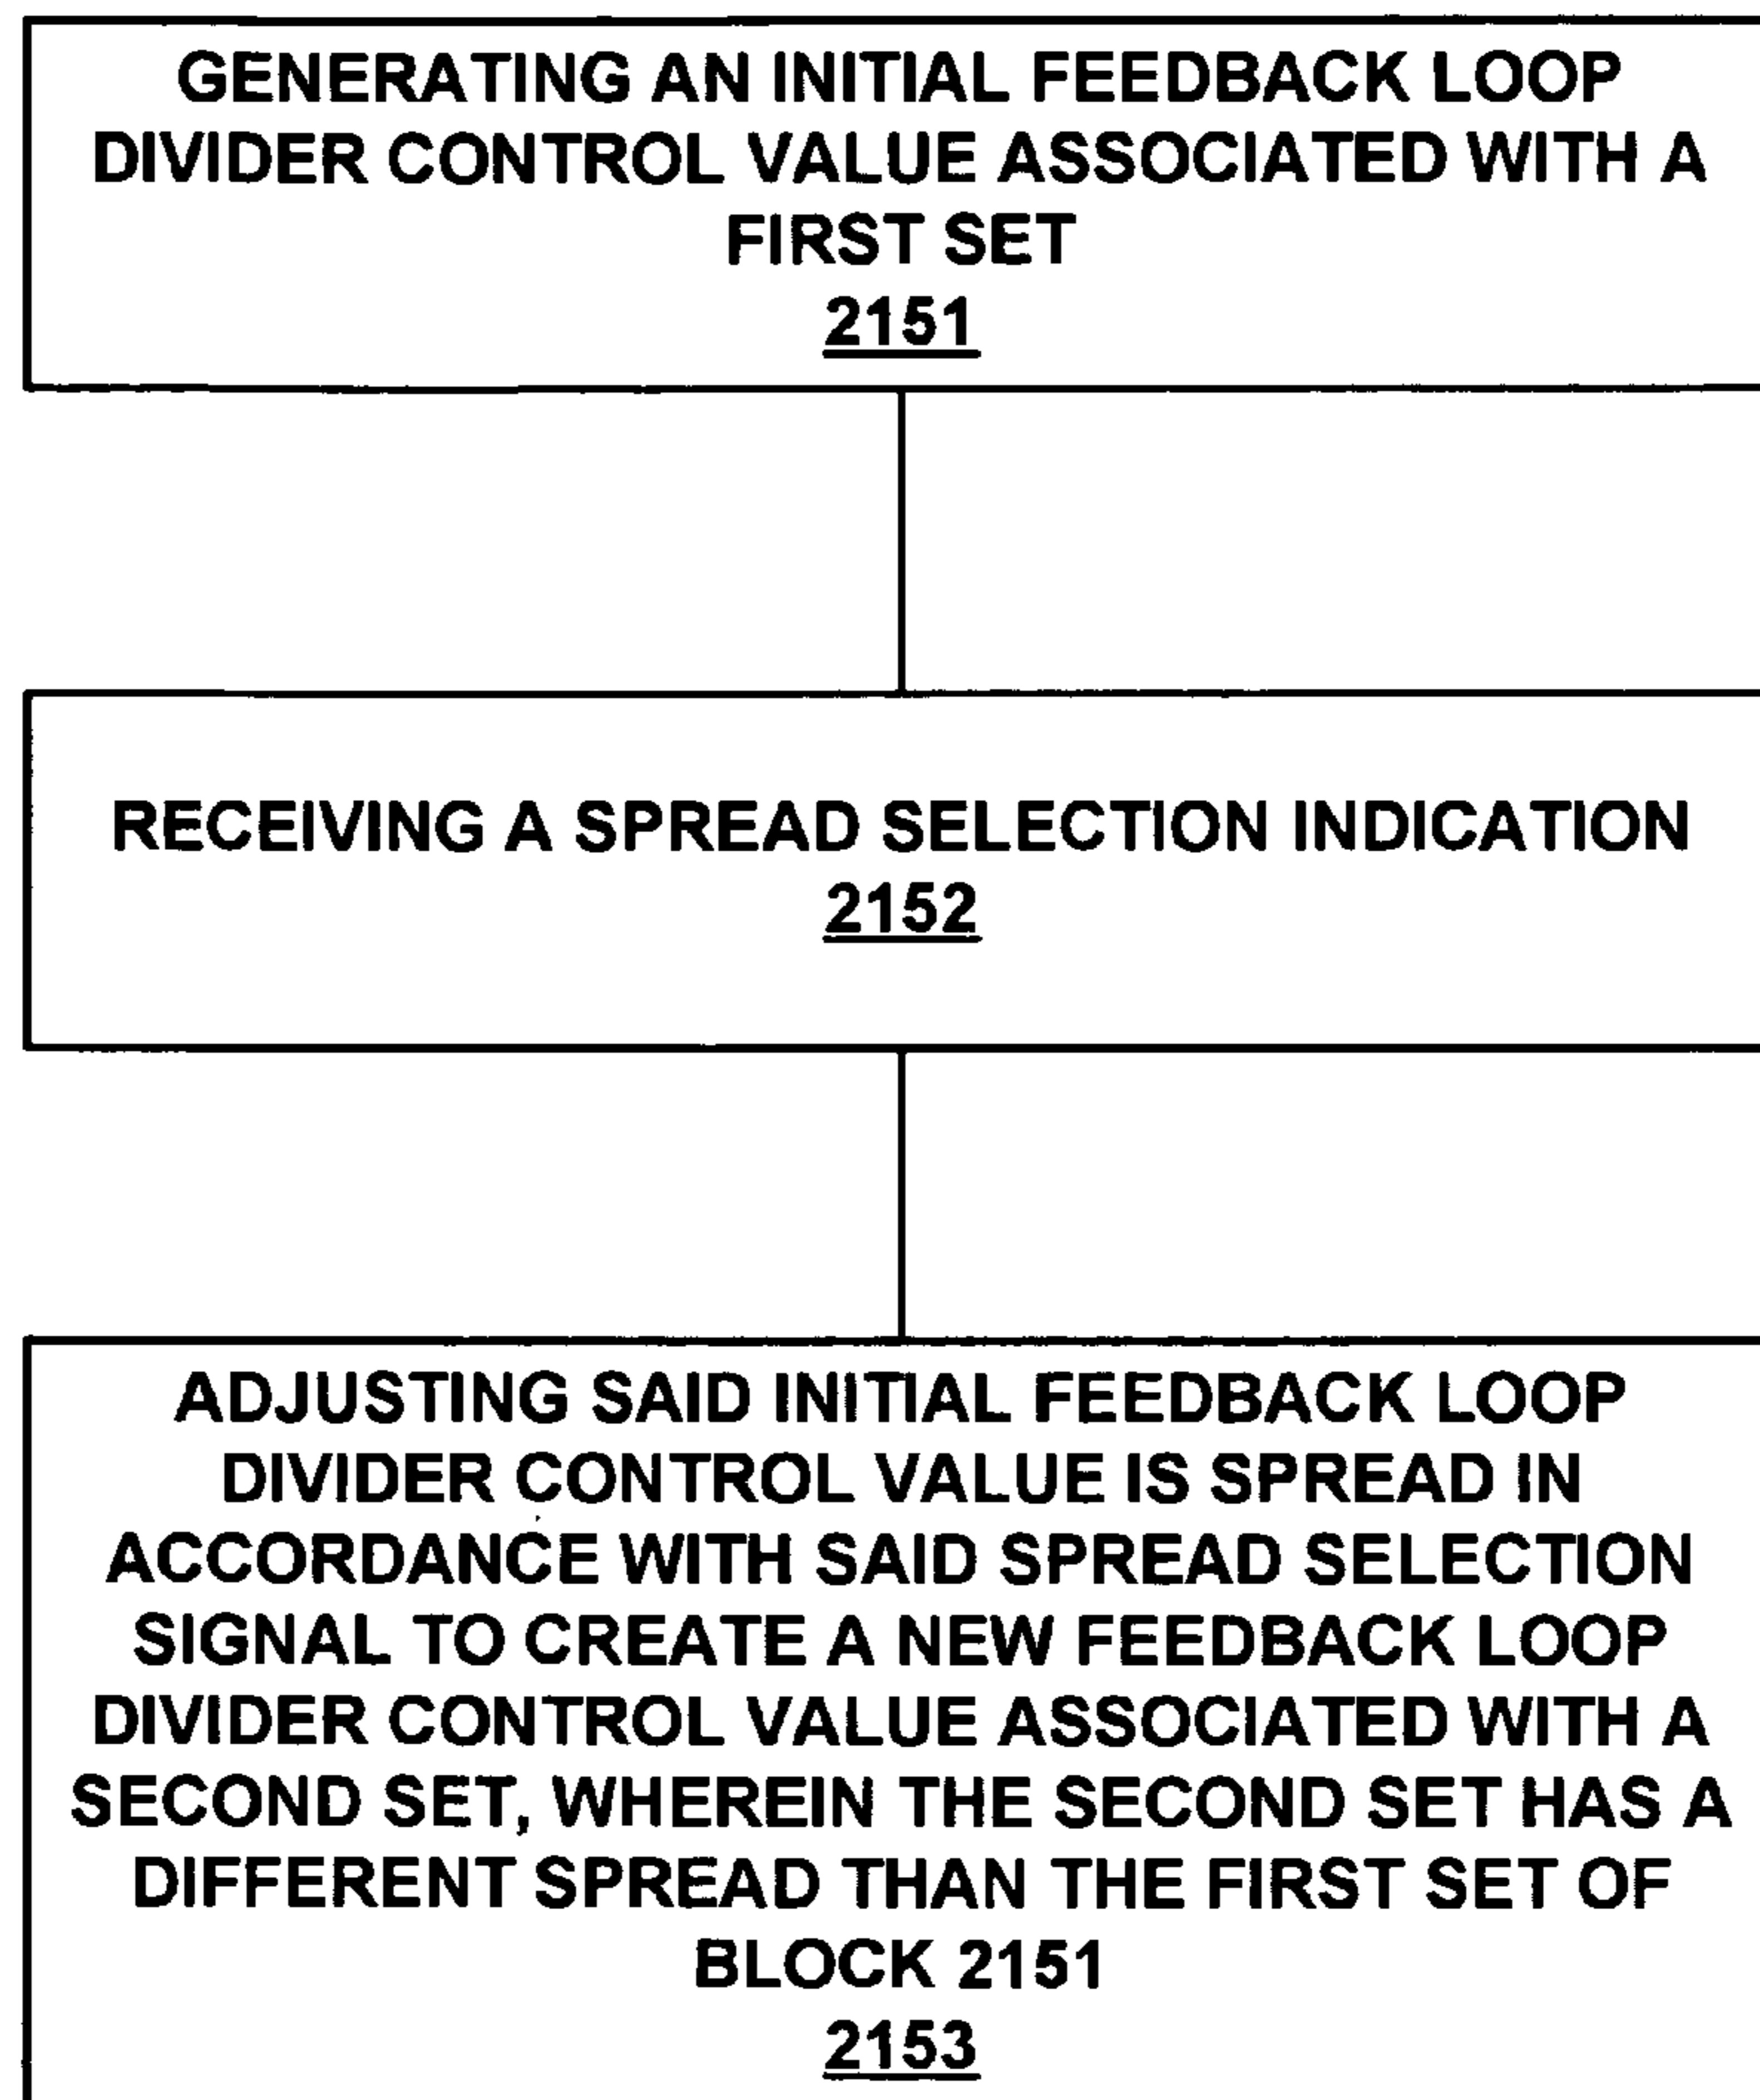 GENERATING AN INITIAL FEEDBACK LOOP
DIVIDER CONTROL VALUE ASSOCIATED WITH A
FIRST SET
2151
RECEIVING A SPREAD SELECTION INDICATION
2152
ADJUSTING SAID INITIAL FEEDBACK LOOP
DIVIDER CONTROL VALUE IS SPREAD IN
ACCORDANCE WITH SAID SPREAD SELECTION
SIGNAL TO CREATE A NEW FEEDBACK LOOP
DIVIDER CONTROL VALUE ASSOCIATED WITH A
SECOND SET, WHEREIN THE SECOND SET HAS A
DIFFERENT SPREAD THAN THE FIRST SET OF
BLOCK 2151
2153